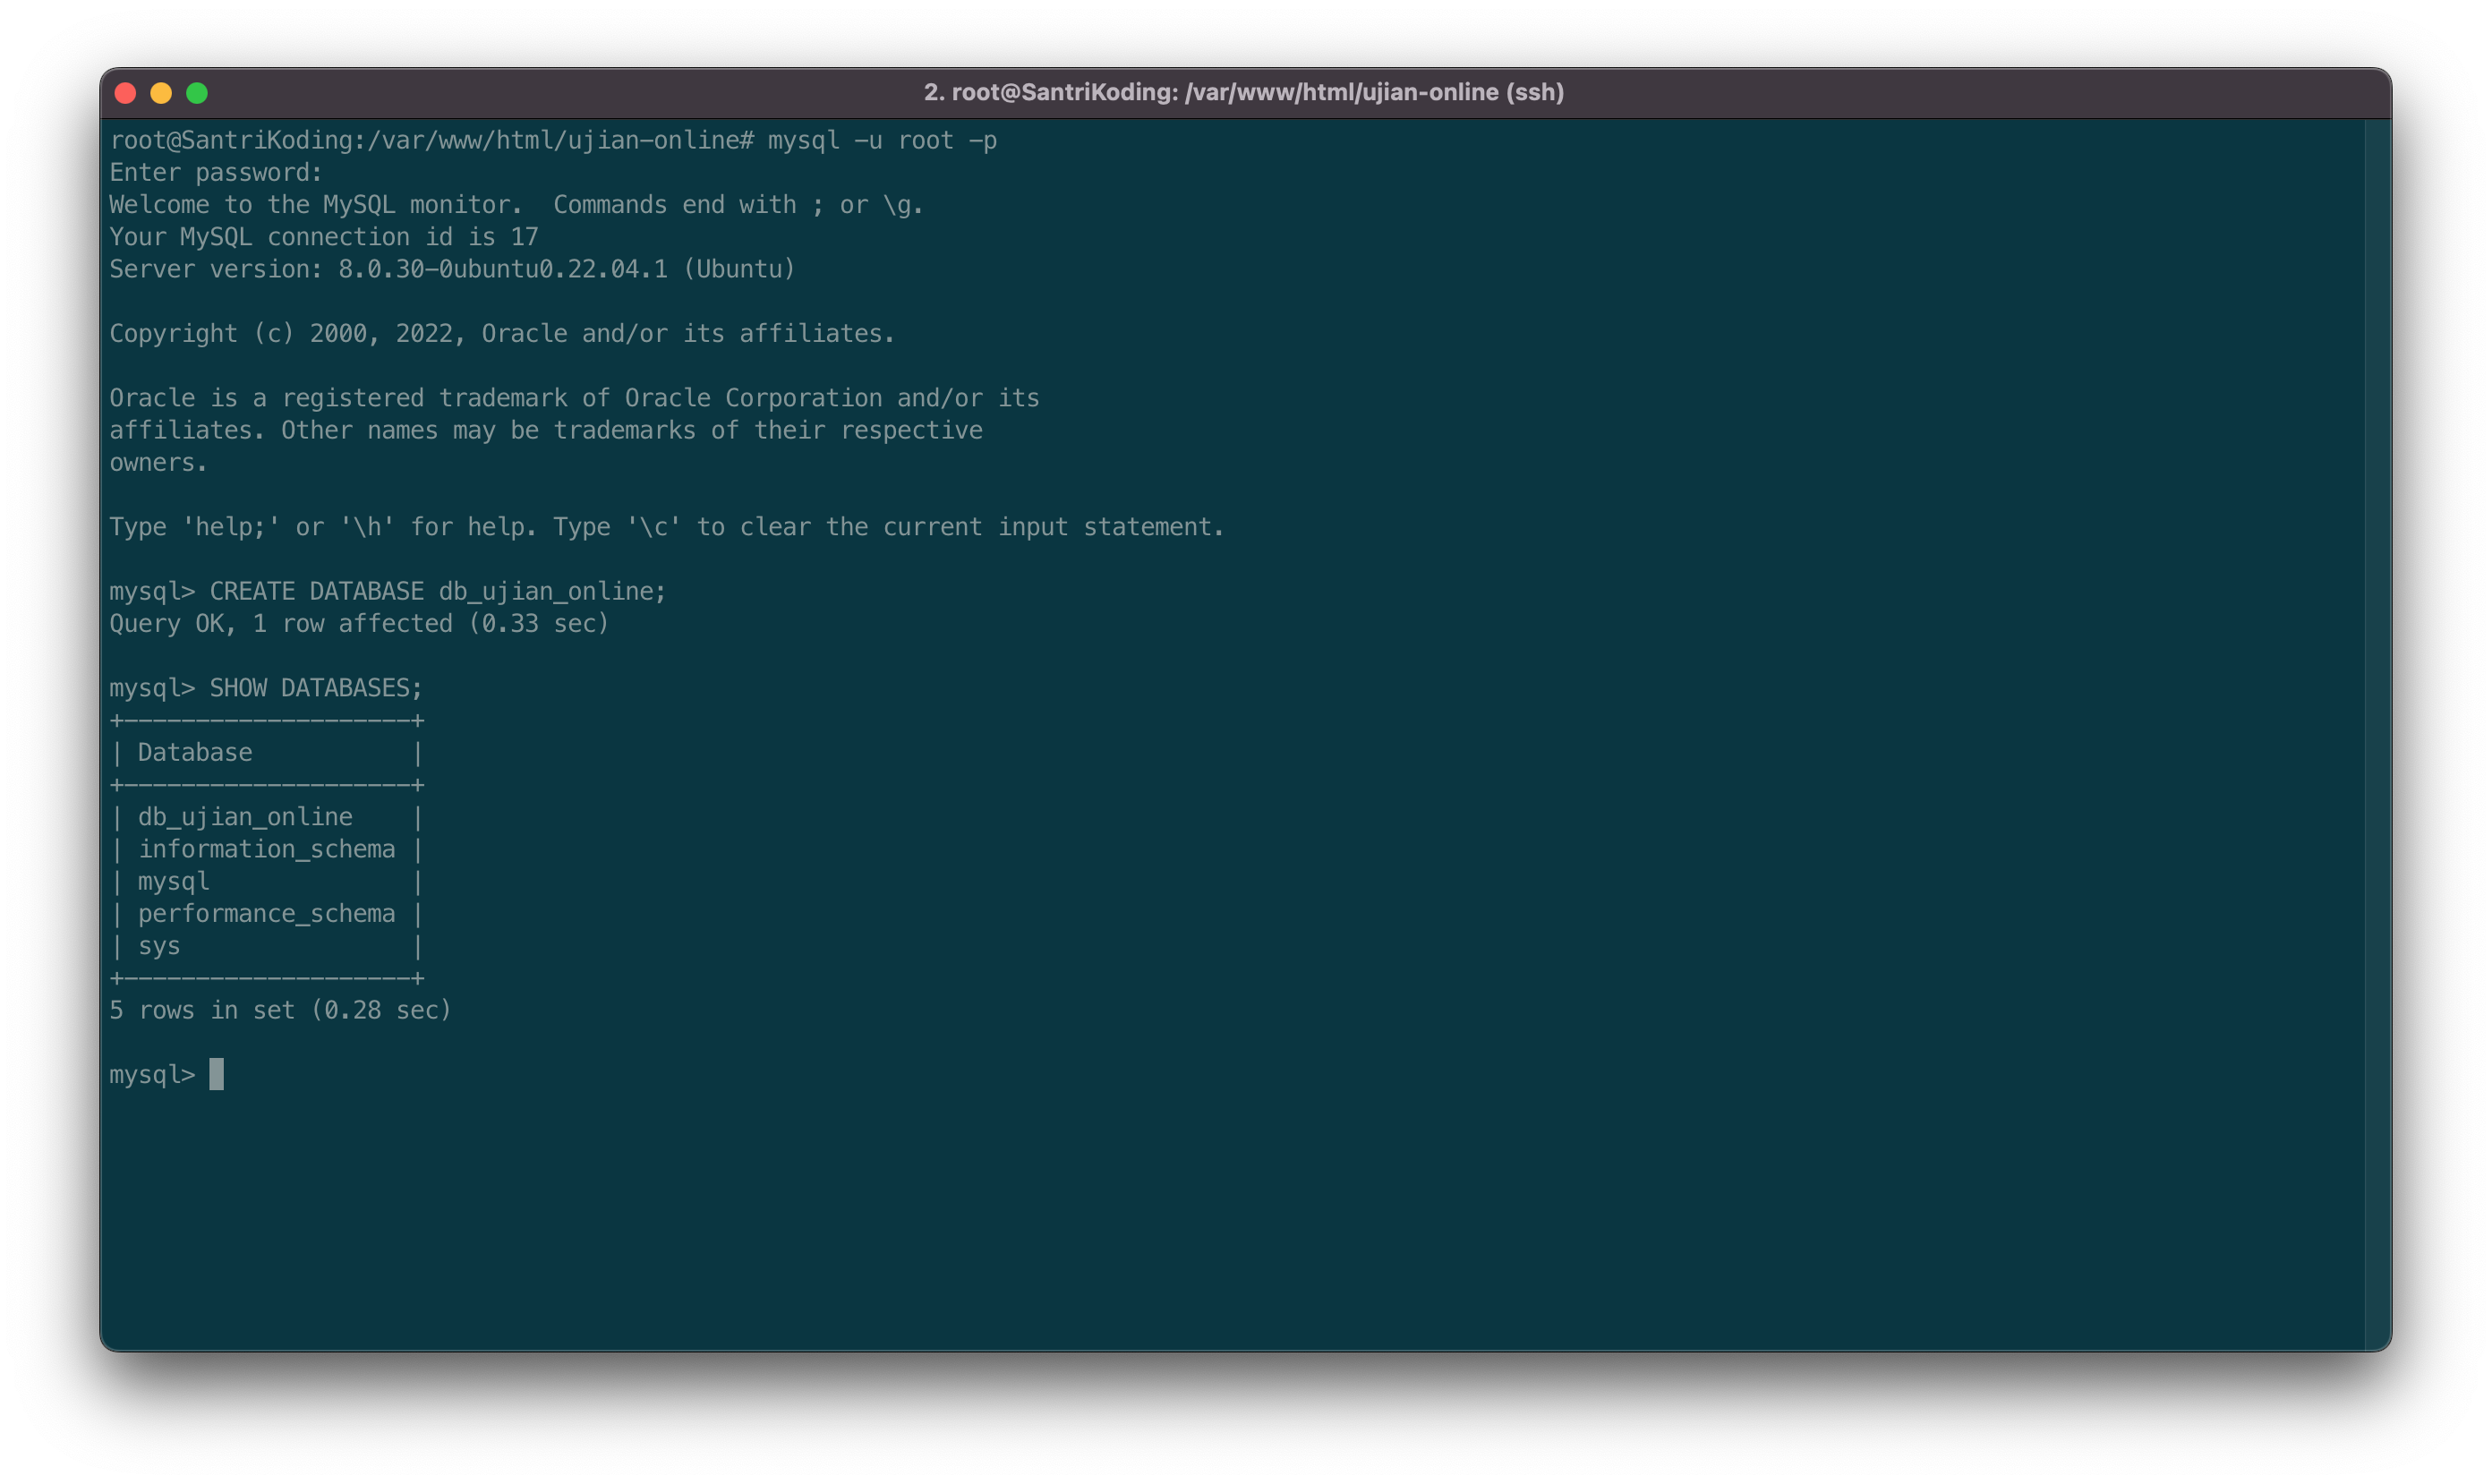 2. root@SantriKoding: /var/www/html/ujian-online (ssh)
root@SantriKoding:/var/www/html/ujian-online# mysql -u root -p
Enter password:
Welcome to the MySQL monitor.  Commands end with ; or \g.
Your MySQL connection id is 17
Server version: 8.0.30-0ubuntu0.22.04.1 (Ubuntu)
Copyright (c) 2000, 2022, Oracle and/or its affiliates.
Oracle is a registered trademark of Oracle Corporation and/or its
affiliates. Other names may be trademarks of their respective
owners.
Type 'help;' or '\h' for help. Type '\c' to clear the current input statement.
mysql> CREATE DATABASE db_ujian_online;
Query OK, 1 row affected (0.33 sec)
mysql> SHOW DATABASES;
+--------------------+
| Database           |
+--------------------+
| db_ujian_online    |
| information_schema |
| mysql              |
| performance_schema |
| sys                |
+--------------------+
5 rows in set (0.28 sec)
mysql>